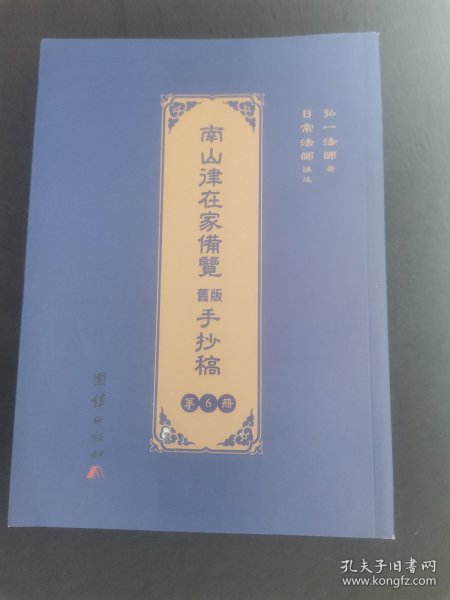 弘一法師 著
日常法師 講述
南山律在家備覽
舊版
手抄稿
第6冊
团结出版社
孔夫子旧书网
www.kongfz.com